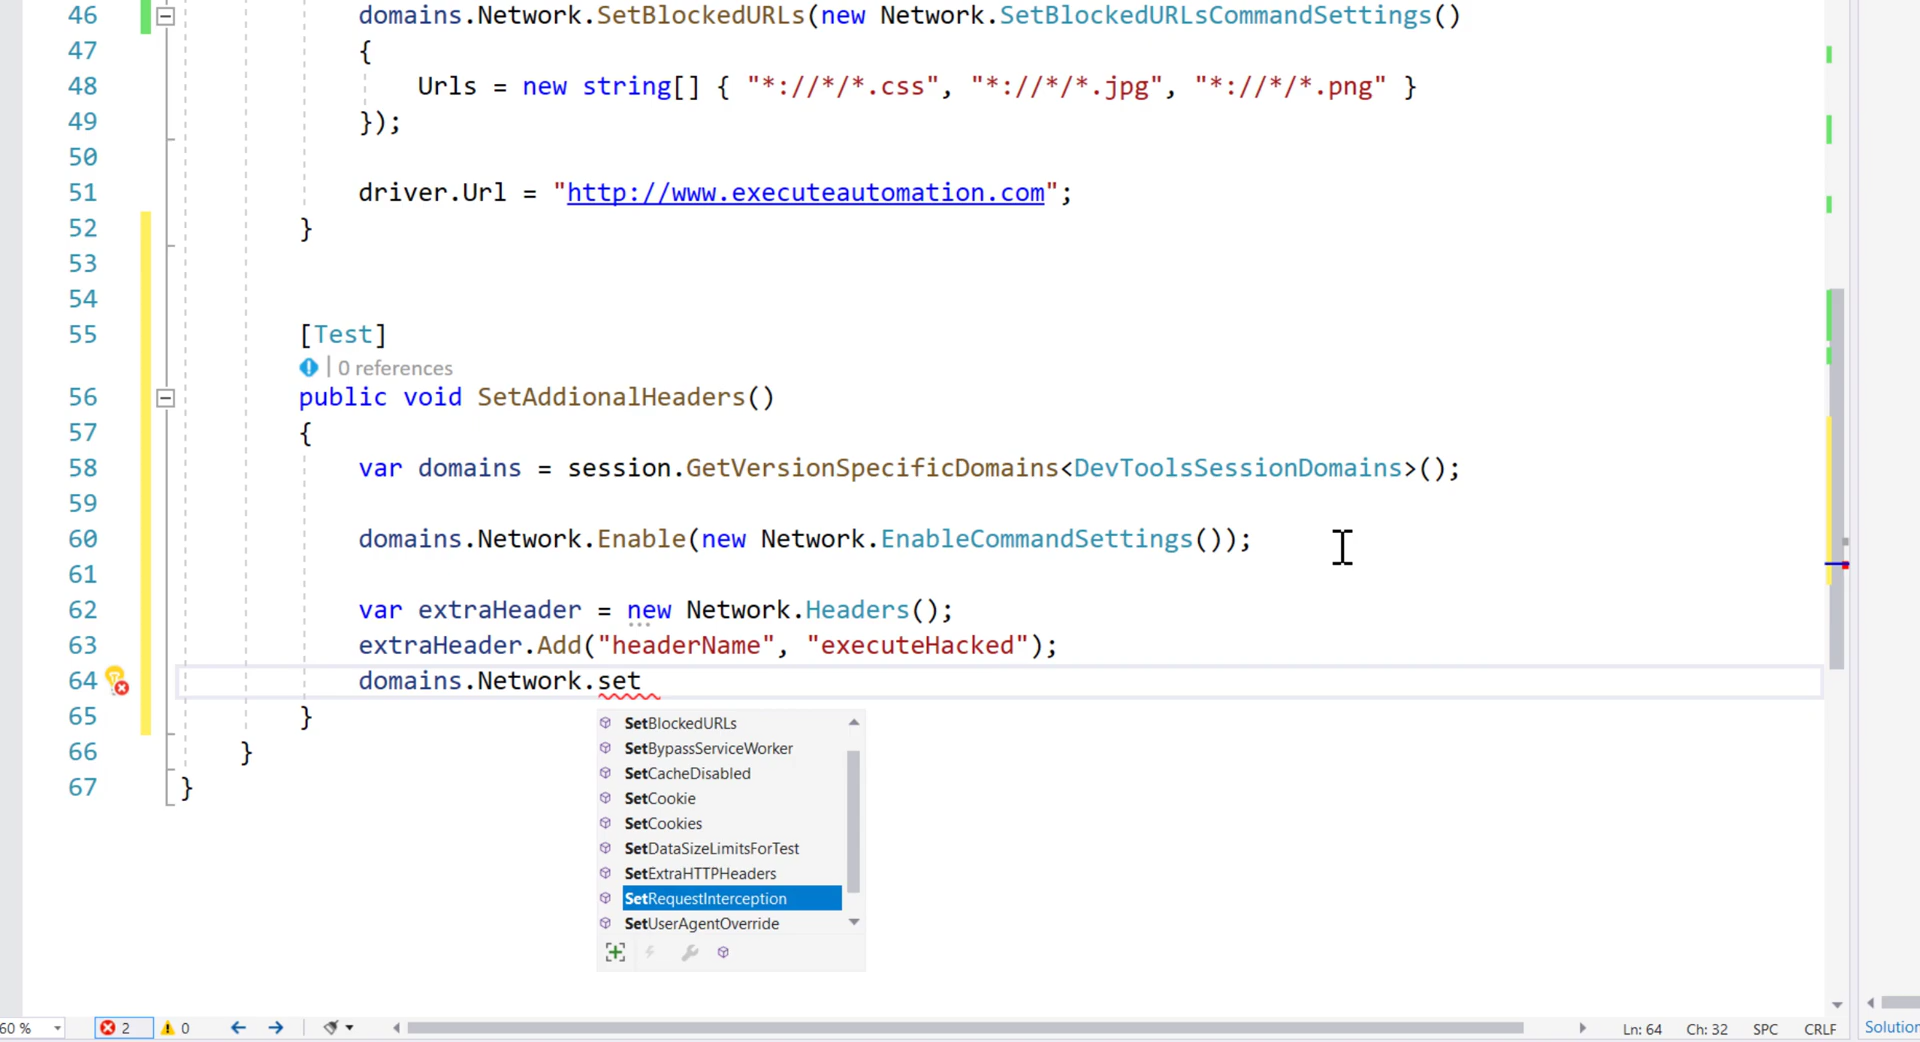 46 domains.Network.SetBlockedURLs(new Network.SetBlockedURLsCommandSettings()
47 {
48 Urls = new string[] { "*://*/*.css", "*://*/*.jpg", "*://*/*.png" }
49 });
50
51 driver.Url = "http://www.executeautomation.com";
52 }
53
54
55 [Test]
0 references
56 public void SetAddionalHeaders()
57 {
58 var domains = session.GetVersionSpecificDomains<DevToolsSessionDomains>();
59
60 domains.Network.Enable(new Network.EnableCommandSettings());
61
62 var extraHeader = new Network.Headers();
63 extraHeader.Add("headerName", "executeHacked");
64 domains.Network.set
65 }
66 }
67 }
SetBlockedURLs
SetBypassServiceWorker
SetCacheDisabled
SetCookie
SetCookies
SetDataSizeLimitsForTest
SetExtraHTTPHeaders
SetRequestInterception
SetUserAgentOverride
60 % 2 0 Ln: 64 Ch: 32 SPC CRLF
Solution